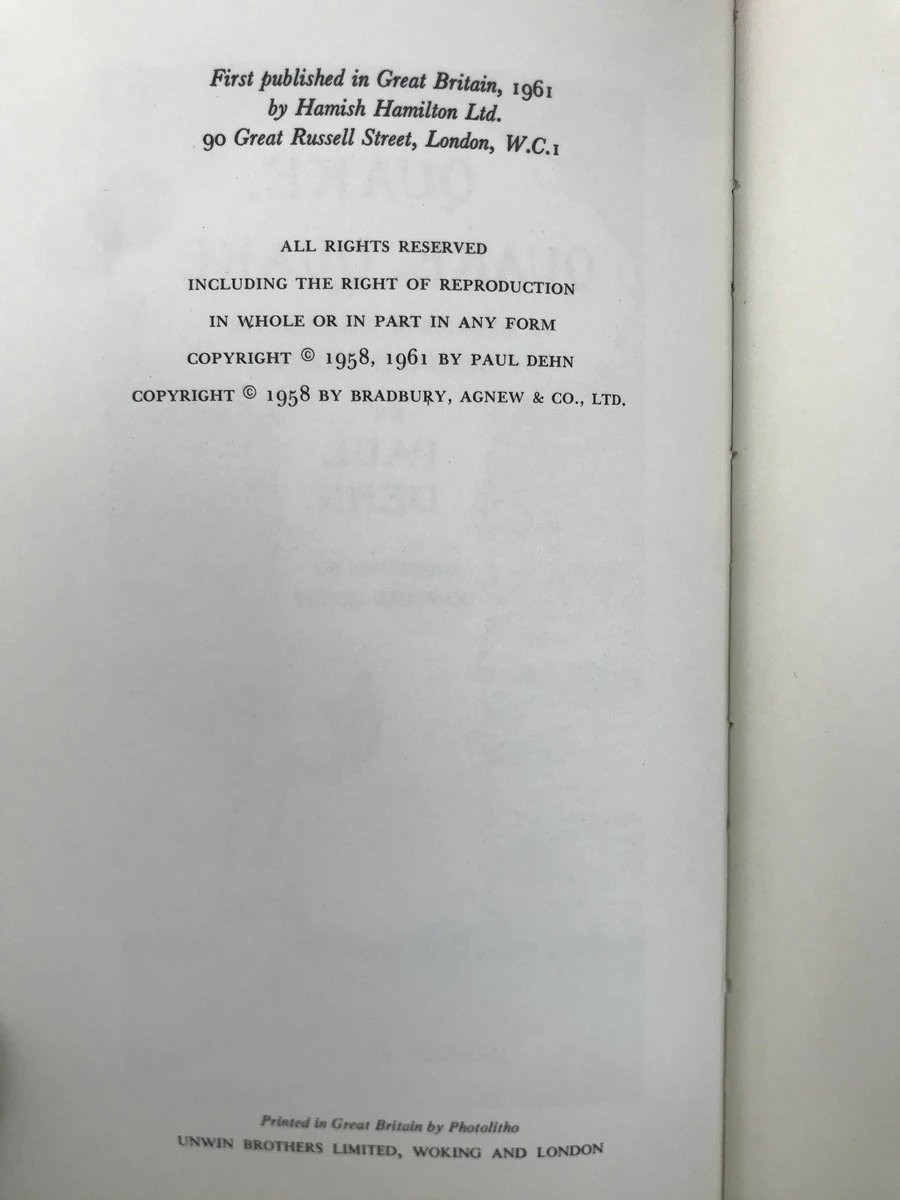 First published in Great Britain, 1961
by Hamish Hamilton Ltd.
90 Great Russell Street, London, W.C.1
ALL RIGHTS RESERVED
INCLUDING THE RIGHT OF REPRODUCTION
IN WHOLE OR IN PART IN ANY FORM
COPYRIGHT © 1958, 1961 BY PAUL DEHN
COPYRIGHT © 1958 BY BRADBURY, AGNEW & CO., LTD.
Printed in Great Britain by Photolitho
UNWIN BROTHERS LIMITED, WOKING AND LONDON